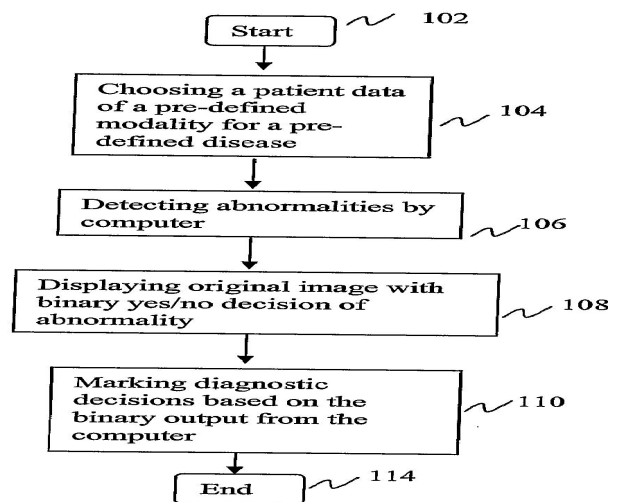 Start
102
Choosing a patient data
of a pre-defined
modality for a pre-
defined disease
104
Detecting abnormalities by
computer
106
Displaying original image with
binary yes/no decision of
abnormality
108
Marking diagnostic
decisions based on the
binary output from the
computer
110
End
114